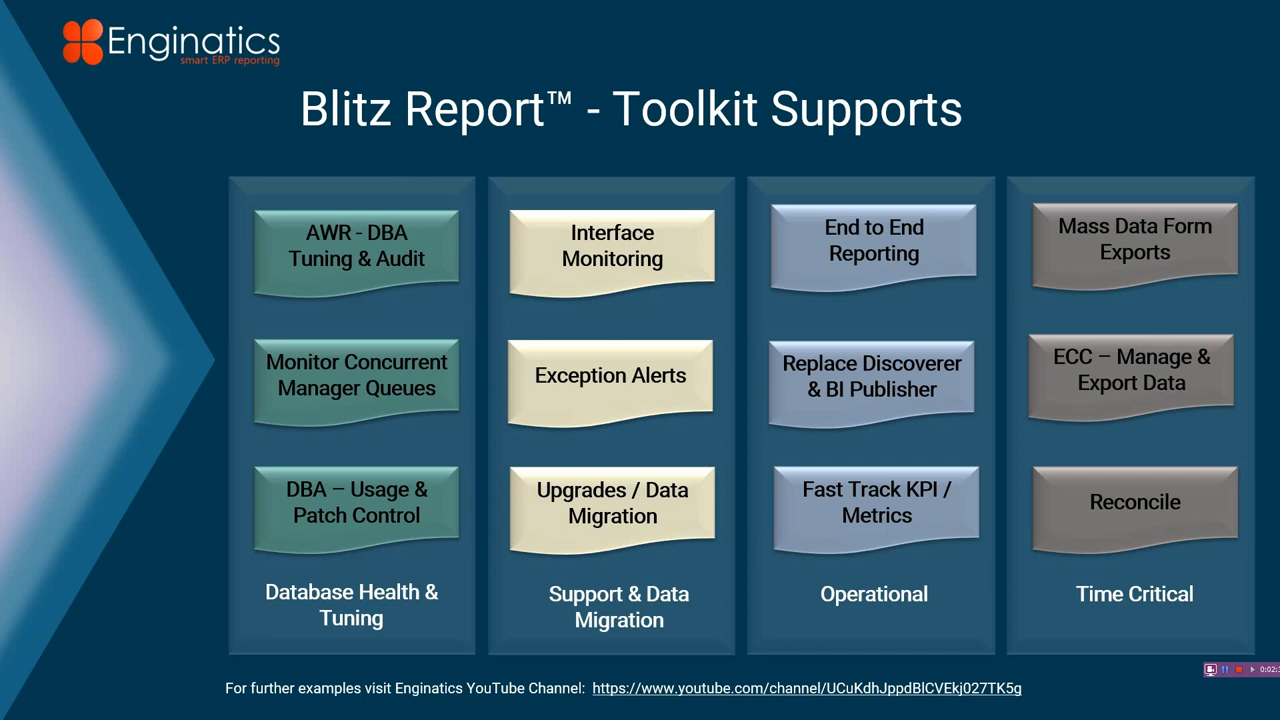 Enginatics
smart ERP reporting
Blitz Report™ - Toolkit Supports
AWR - DBA
Tuning & Audit
Monitor Concurrent
Manager Queues
DBA – Usage &
Patch Control
Database Health &
Tuning
Interface
Monitoring
Exception Alerts
Upgrades / Data
Migration
Support & Data
Migration
End to End
Reporting
Replace Discoverer
& BI Publisher
Fast Track KPI /
Metrics
Operational
Mass Data Form
Exports
ECC – Manage &
Export Data
Reconcile
Time Critical
For further examples visit Enginatics YouTube Channel: https://www.youtube.com/channel/UCuKdhJppdBlCVEkj027TK5g